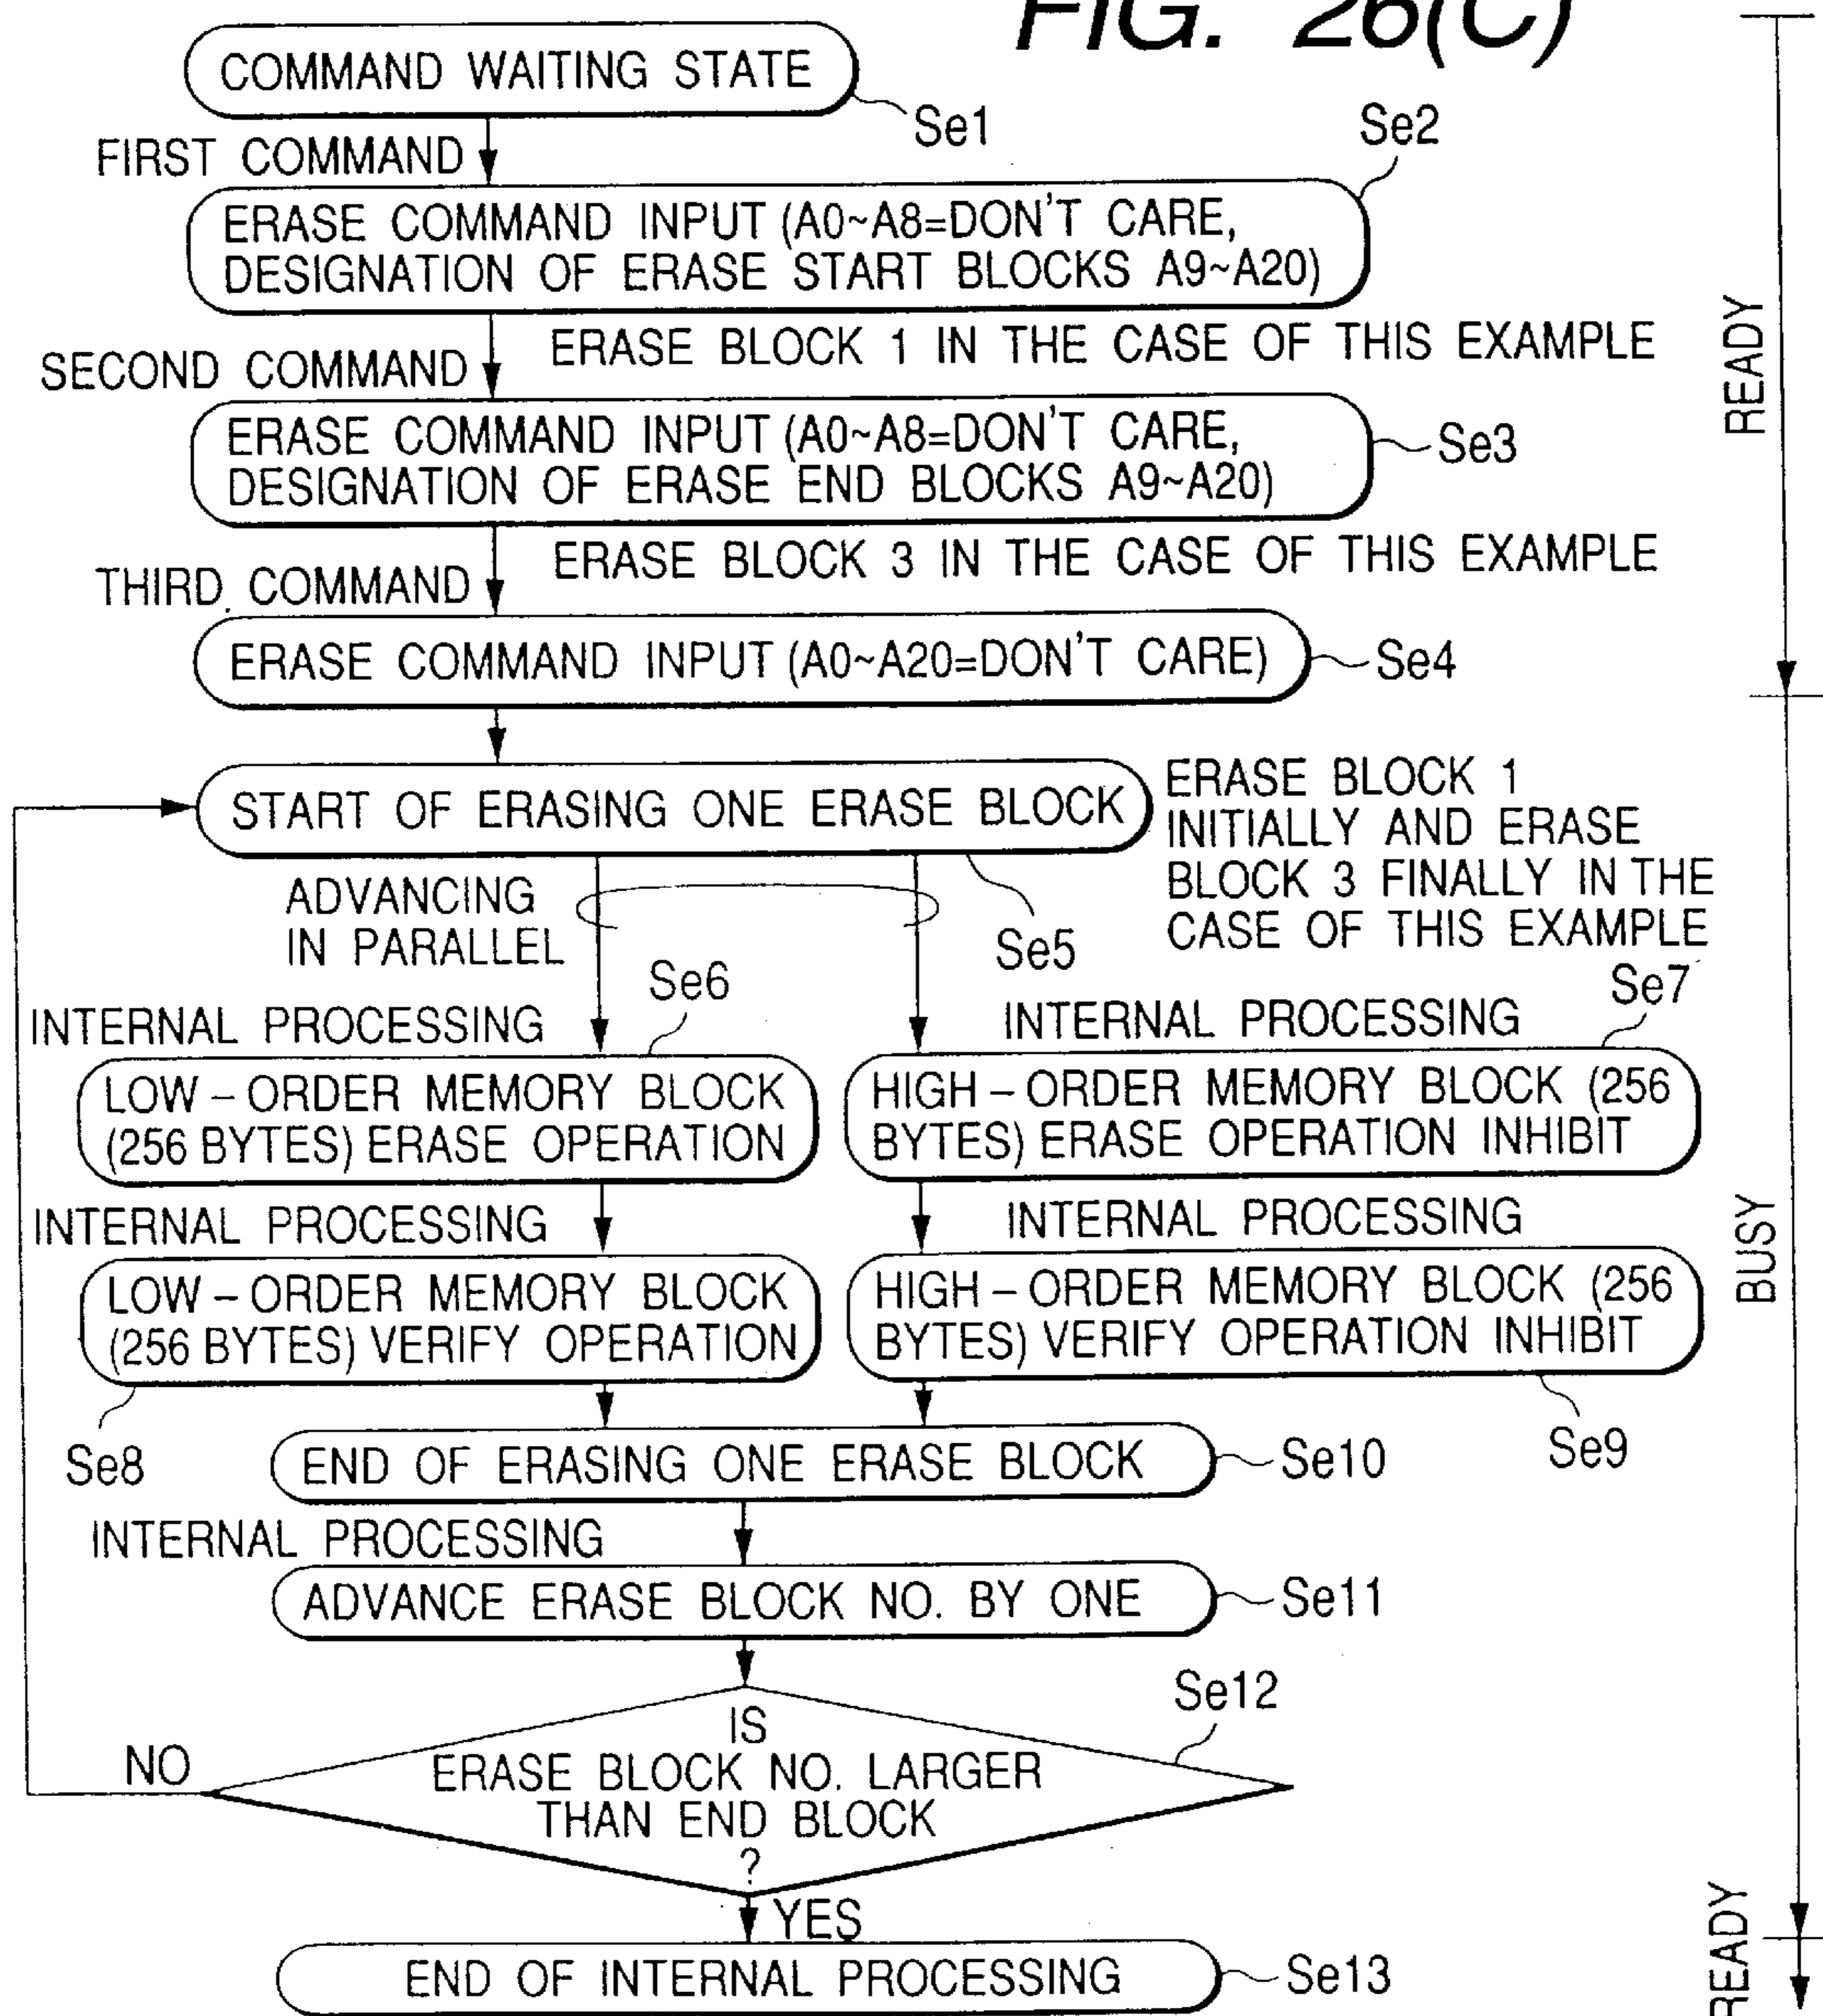 FIG. 26(C)
COMMAND WAITING STATE
Se1
FIRST COMMAND
Se2
ERASE COMMAND INPUT (A0~A8=DON'T CARE,
DESIGNATION OF ERASE START BLOCKS A9~A20)
READY
SECOND COMMAND
ERASE BLOCK 1 IN THE CASE OF THIS EXAMPLE
ERASE COMMAND INPUT (A0~A8=DON'T CARE,
DESIGNATION OF ERASE END BLOCKS A9~A20)
Se3
THIRD COMMAND
ERASE BLOCK 3 IN THE CASE OF THIS EXAMPLE
ERASE COMMAND INPUT (A0~A20=DON'T CARE)
Se4
START OF ERASING ONE ERASE BLOCK
ERASE BLOCK 1
INITIALLY AND ERASE
BLOCK 3 FINALLY IN THE
CASE OF THIS EXAMPLE
ADVANCING
IN PARALLEL
Se5
Se6
Se7
INTERNAL PROCESSING
INTERNAL PROCESSING
LOW-ORDER MEMORY BLOCK
(256 BYTES) ERASE OPERATION
HIGH-ORDER MEMORY BLOCK (256
BYTES) ERASE OPERATION INHIBIT
BUSY
INTERNAL PROCESSING
INTERNAL PROCESSING
LOW-ORDER MEMORY BLOCK
(256 BYTES) VERIFY OPERATION
HIGH-ORDER MEMORY BLOCK (256
BYTES) VERIFY OPERATION INHIBIT
Se8
Se9
END OF ERASING ONE ERASE BLOCK
Se10
INTERNAL PROCESSING
ADVANCE ERASE BLOCK NO. BY ONE
Se11
Se12
IS
ERASE BLOCK NO. LARGER
THAN END BLOCK
?
NO
YES
READY
END OF INTERNAL PROCESSING
Se13